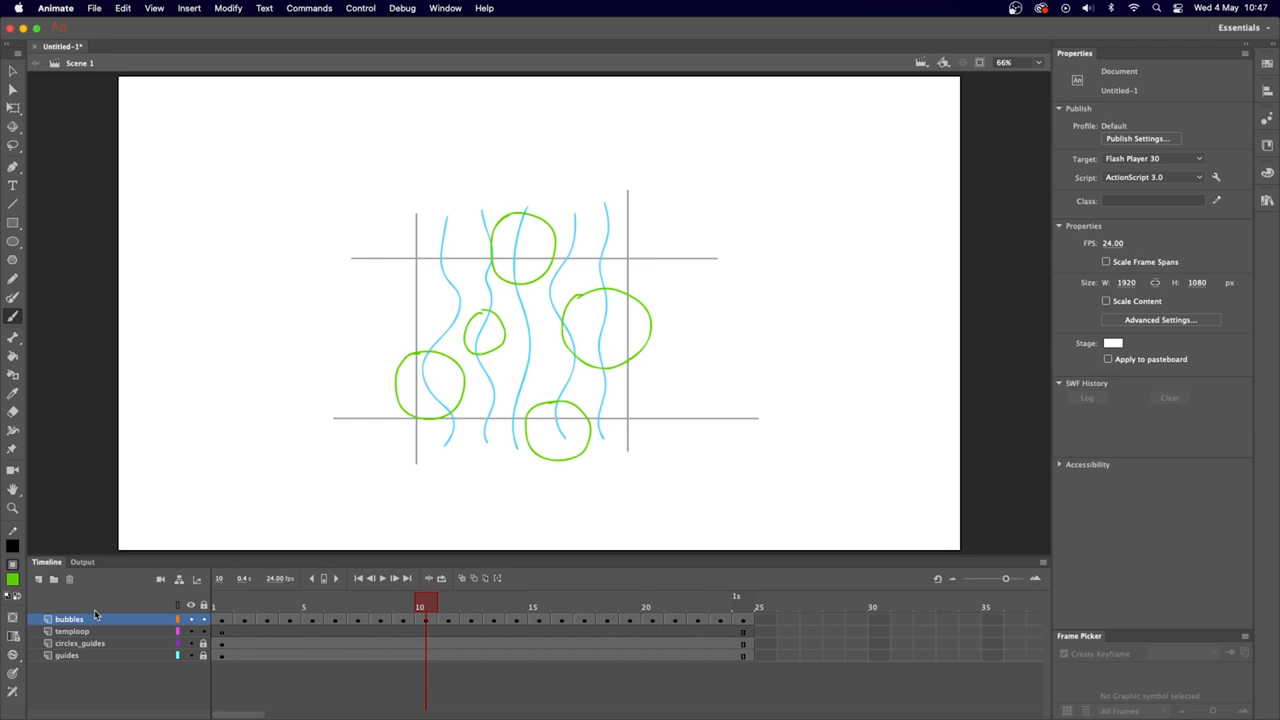 Animate File Edit View Insert Modify Text Commands Control Debug Window Help Wed 4 May 10:47
An Essentials
Untitled-1* Properties
Scene 1 66%
Document
An
Untitled-1
Publish
Profile: Default
Publish Settings...
Target: Flash Player 30
Script: ActionScript 3.0
Class:
Properties
FPS: 24.00
Scale Frame Spans
Size: W: 1920 H: 1080 px
Scale Content
Advanced Settings...
Stage:
Apply to pasteboard
SWF History
Log Clear
Accessibility
Timeline Output
10 0.4 s 24.00 fps
1s
1 5 10 15 20 25 30 35
bubbles
temploop
circles_guides
guides
Frame Picker
Create Keyframe
No Graphic symbol selected
All Frames